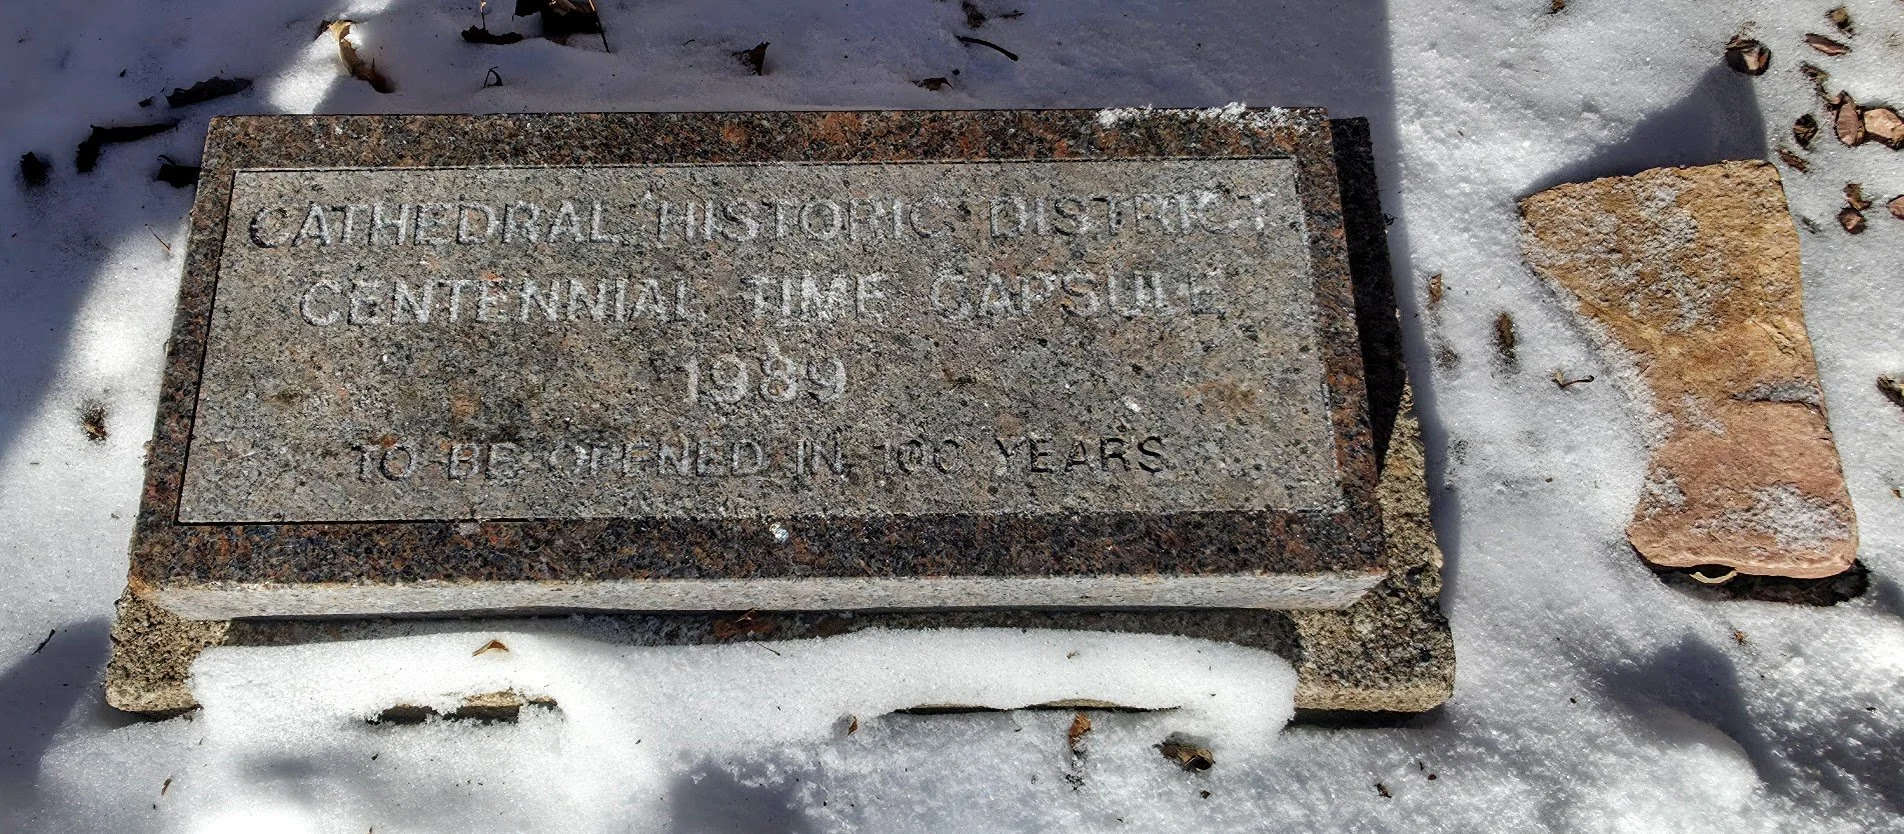 CATHEDRAL HISTORIC DISTRICT
CENTENNIAL TIME CAPSULE
1989
TO BE OPENED IN 100 YEARS